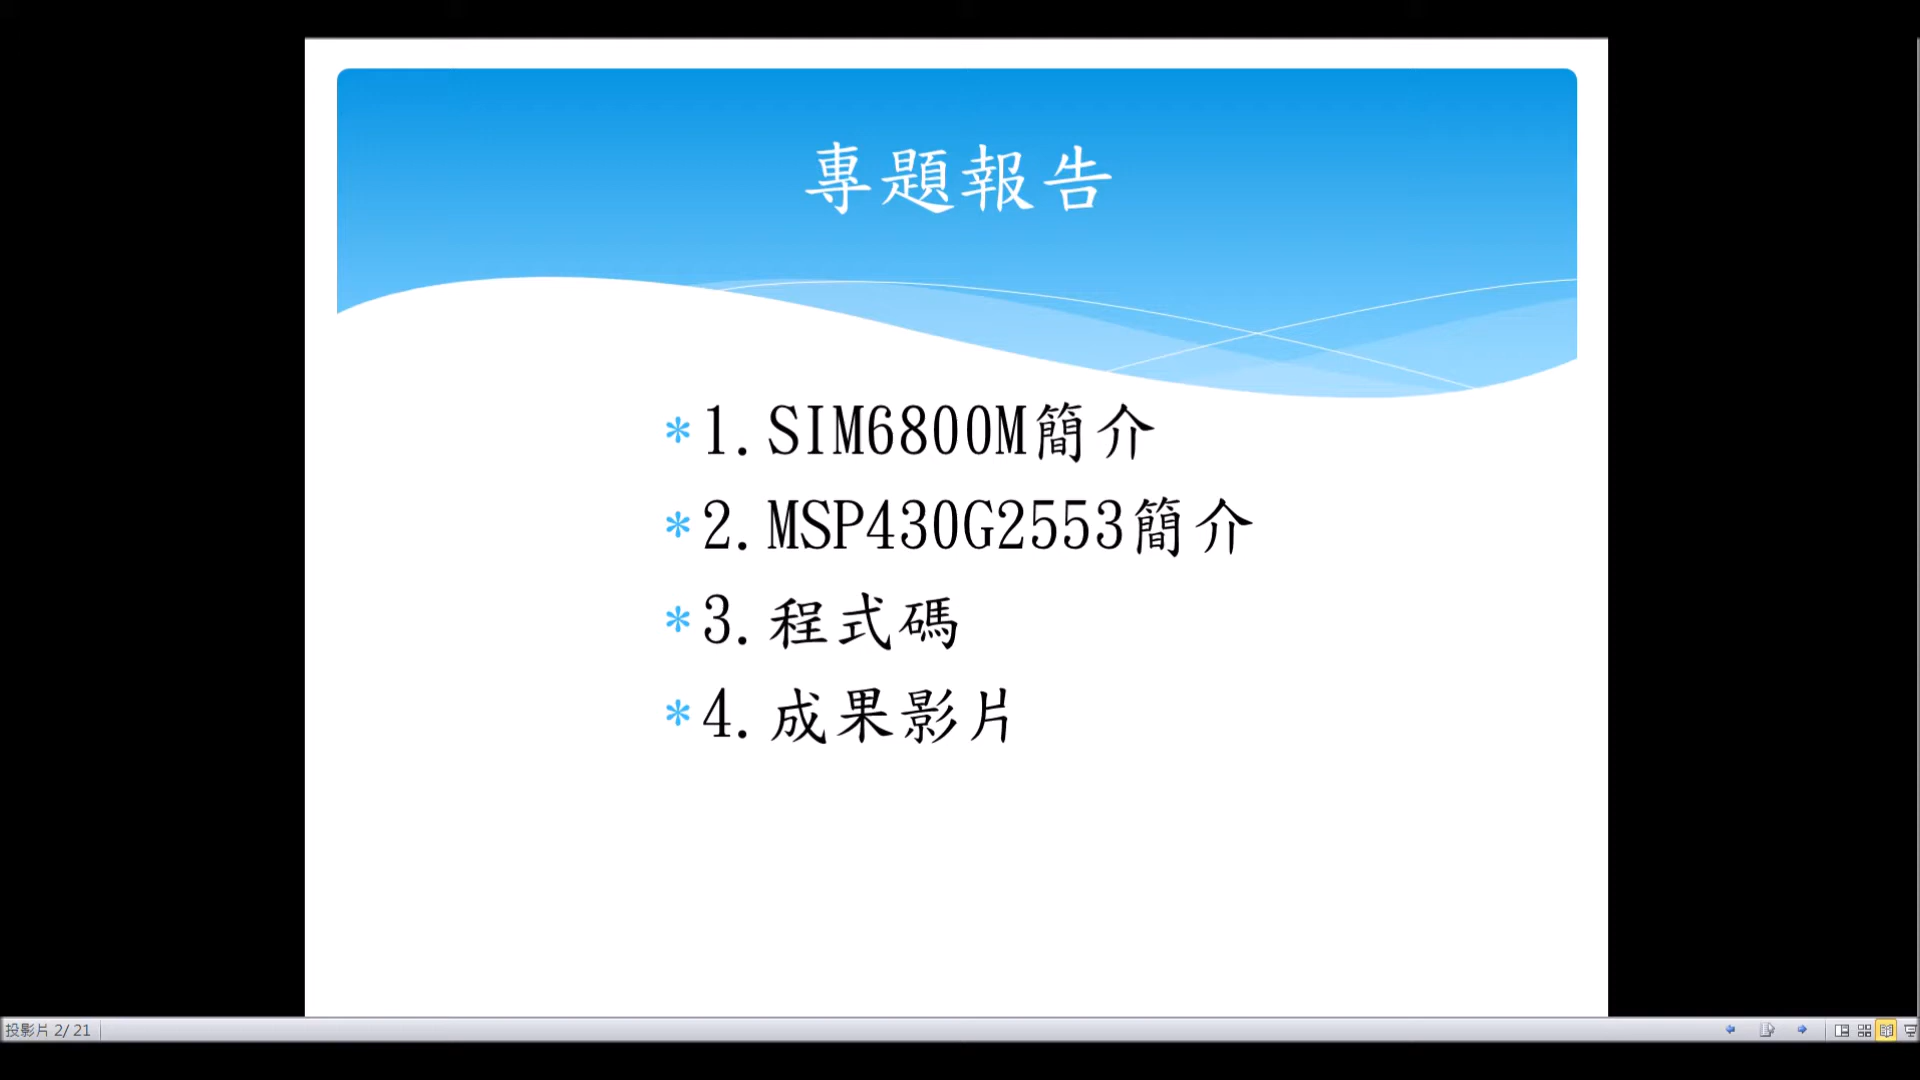 專題報告
*1.SIM6800M簡介
*2.MSP430G2553簡介
*3.程式碼
*4.成果影片
投影片 2/ 21